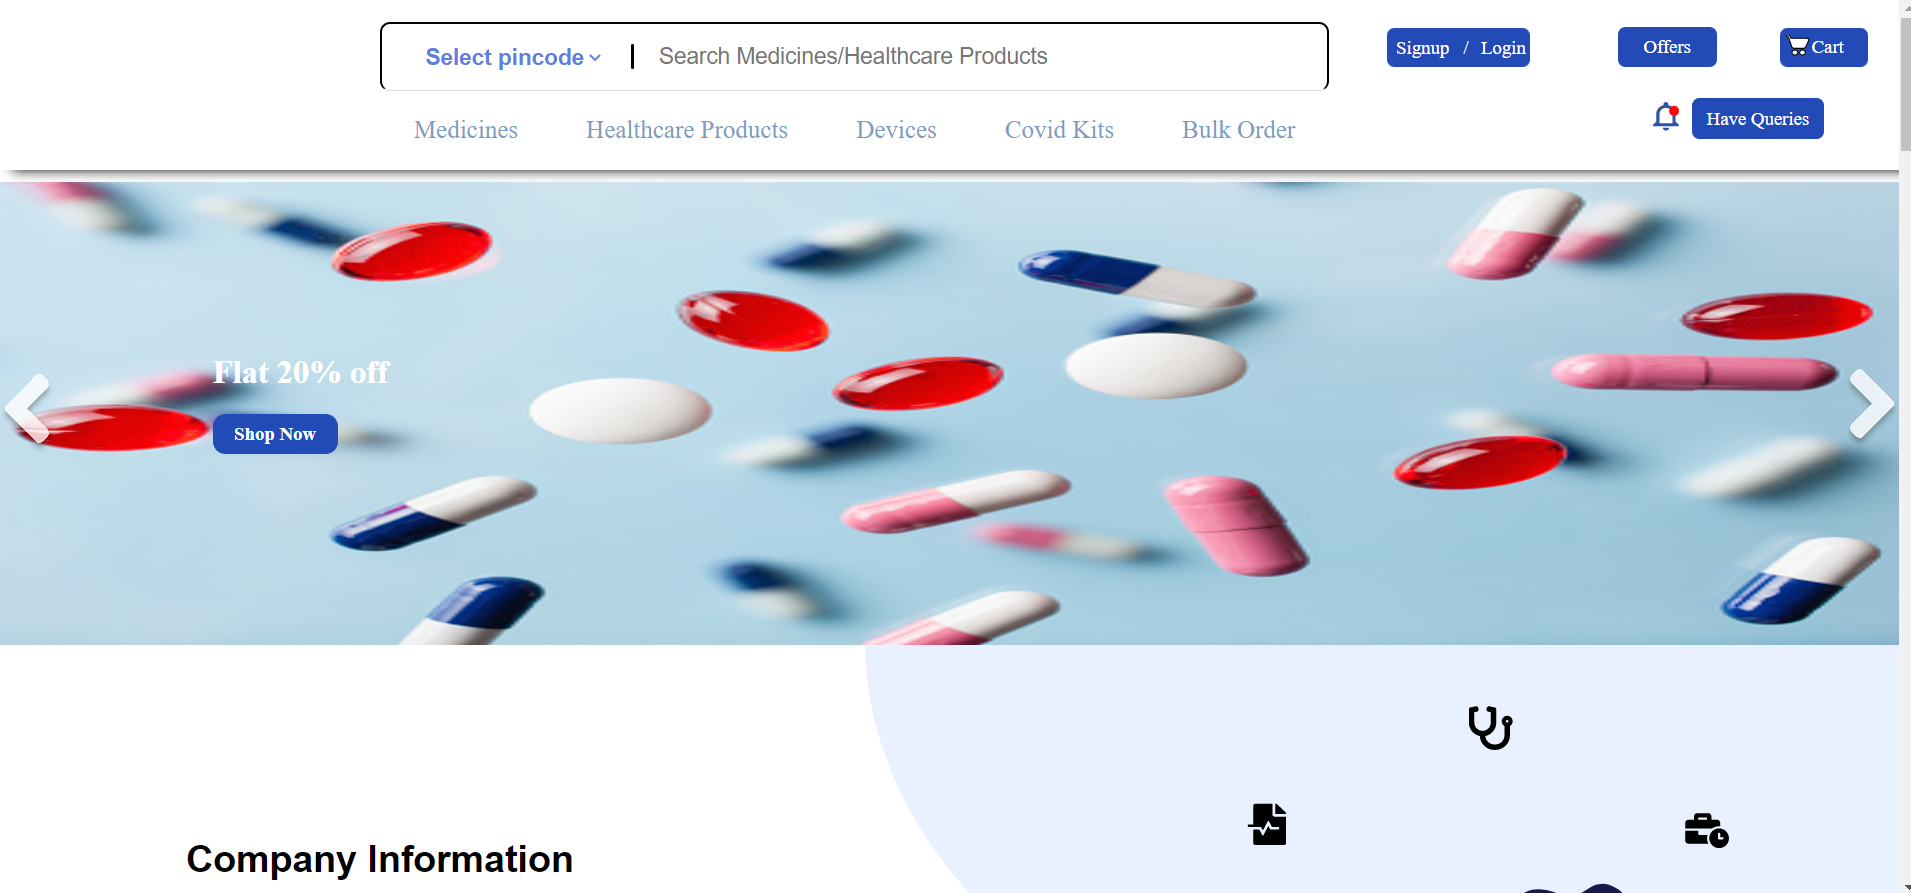 Select pincode
Search Medicines/Healthcare Products
Signup / Login
Offers
Cart
Medicines
Healthcare Products
Devices
Covid Kits
Bulk Order
Have Queries
Flat 20% off
Shop Now
Company Information